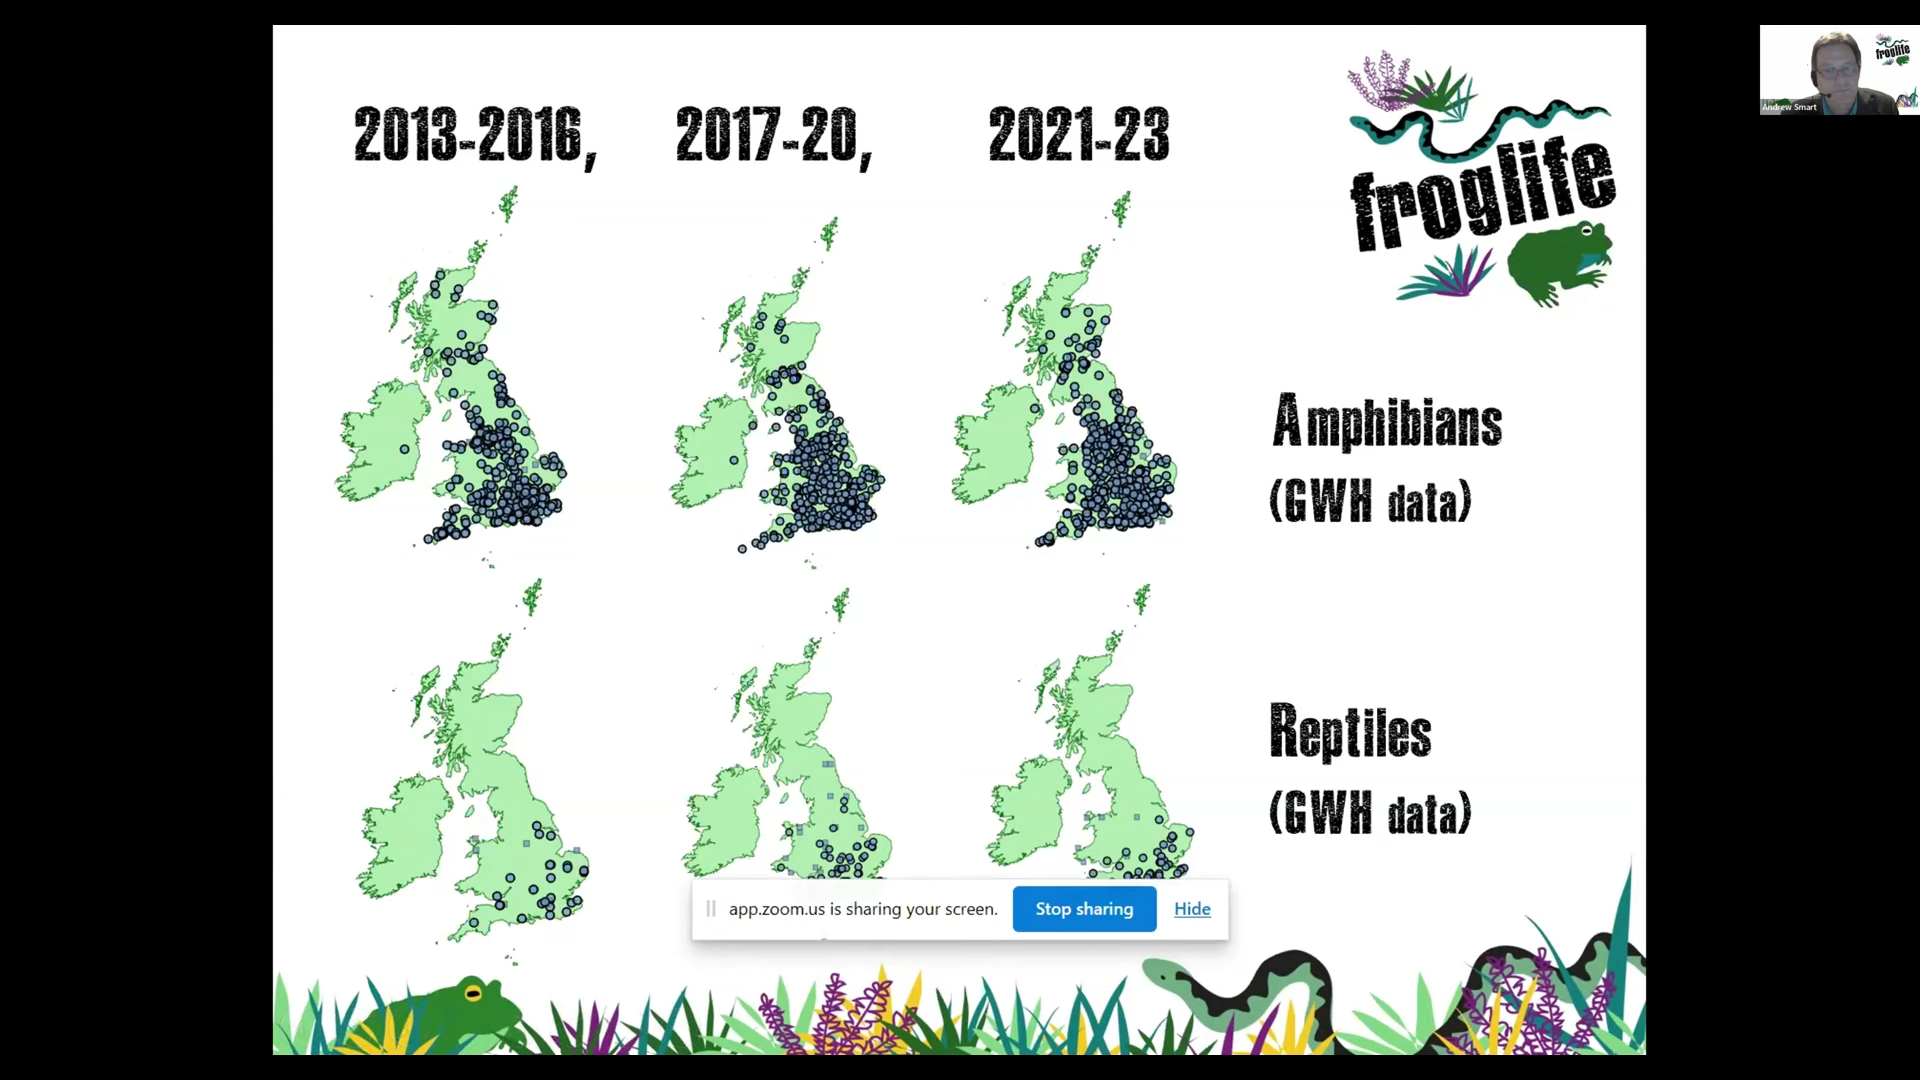 2013-2016, 2017-20, 2021-23
froglife
froglife
Andrew Smart
Amphibians
(GWH data)
Reptiles
(GWH data)
app.zoom.us is sharing your screen. Stop sharing Hide